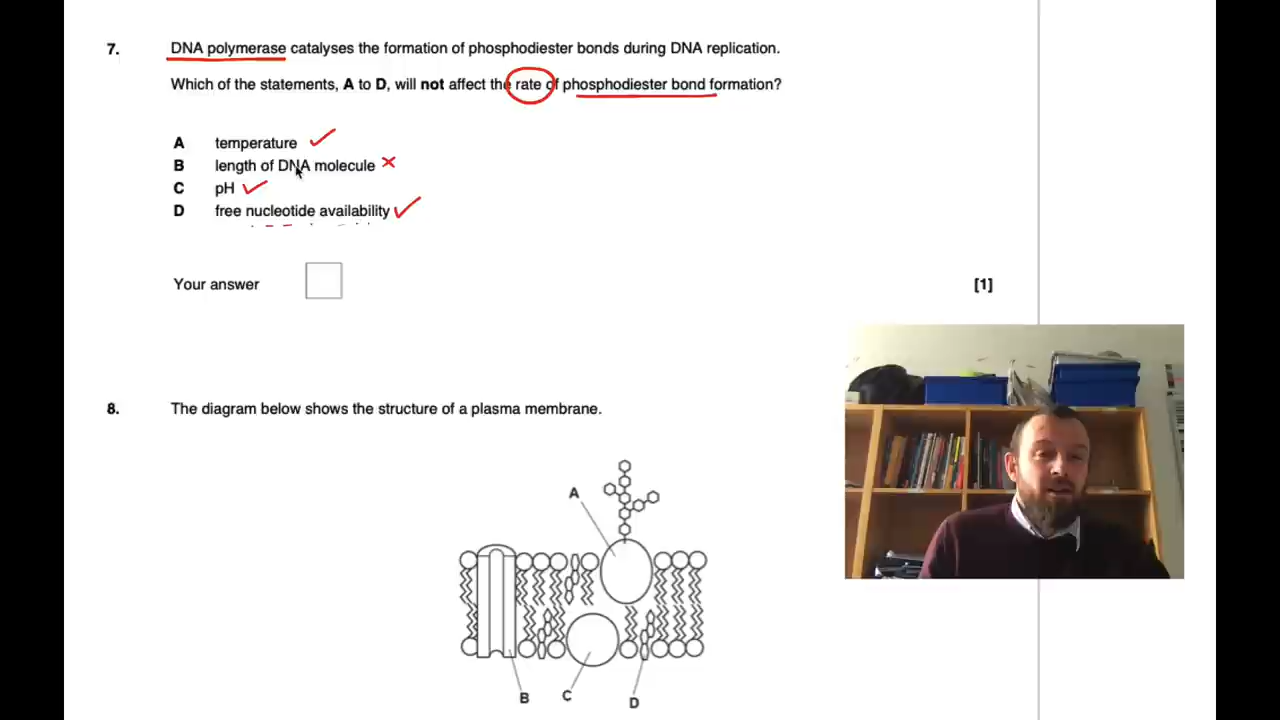 7. DNA polymerase catalyses the formation of phosphodiester bonds during DNA replication.
Which of the statements, A to D, will not affect the rate of phosphodiester bond formation?
A temperature
B length of DNA molecule
C pH
D free nucleotide availability
Your answer [1]
8. The diagram below shows the structure of a plasma membrane.
A
B C D